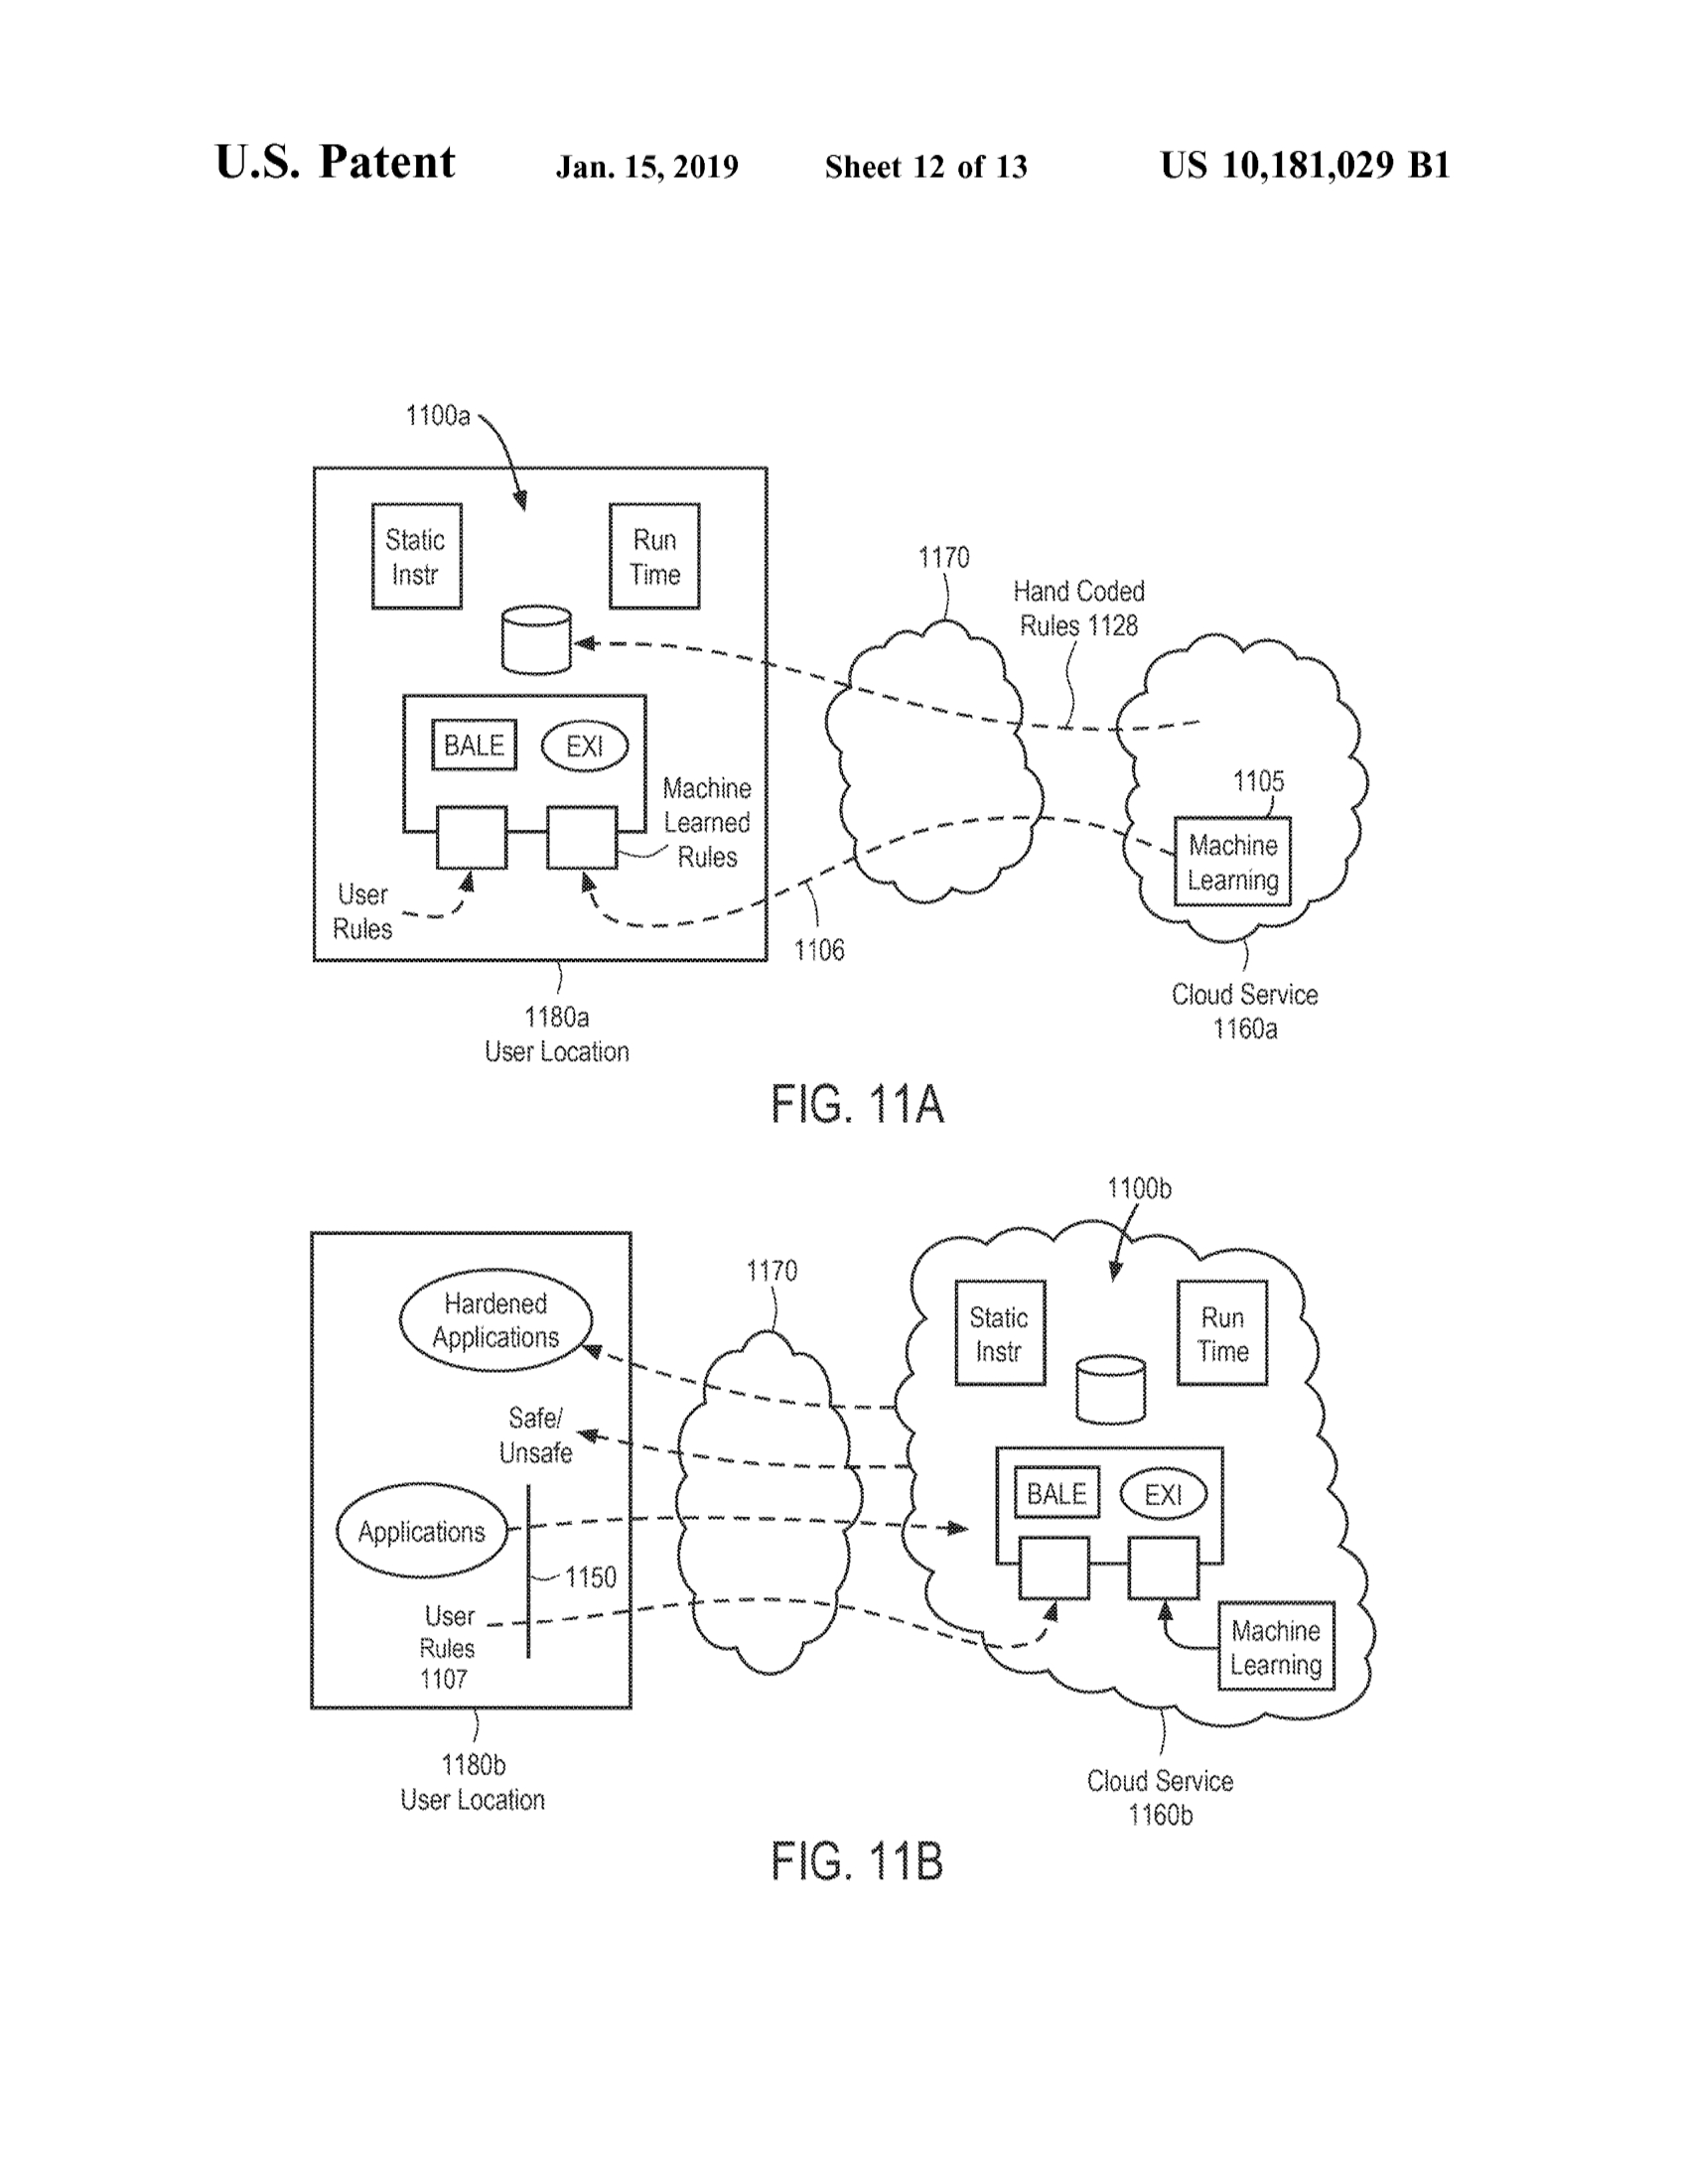 U.S. Patent Jan. 15, 2019 Sheet 12 of 13 US 10,181,029 B1
1100a
Static
Instr
Run
Time
1170
Hand Coded
Rules 1128
BALE
EXI
Machine
Learned
Rules
1105
Machine
Learning
User
Rules
1106
1180a
User Location
Cloud Service
1160a
FIG. 11A
1100b
1170
Hardened
Applications
Static
Instr
Run
Time
Safe/
Unsafe
BALE
EXI
Applications
1150
User
Rules
1107
Machine
Learning
1180b
User Location
Cloud Service
1160b
FIG. 11B